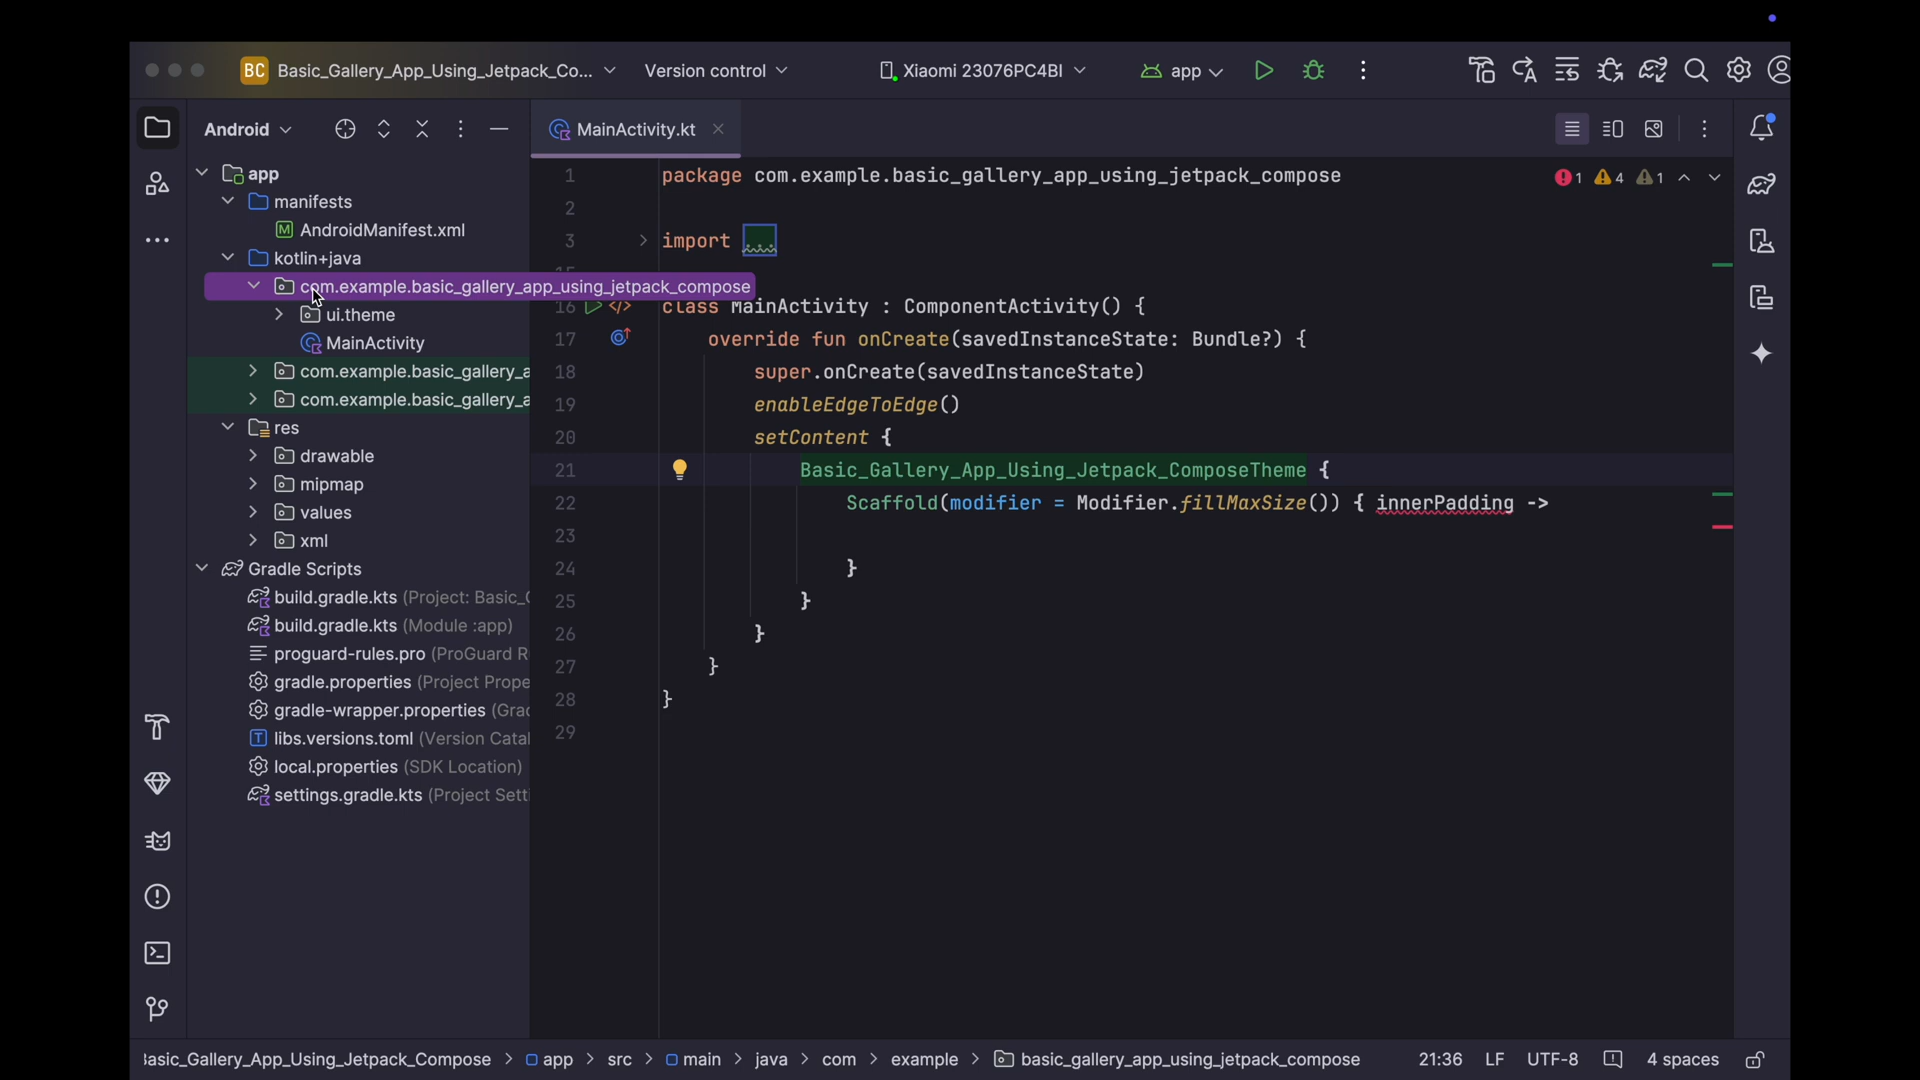 BC Basic_Gallery_App_Using_Jetpack_Co... Version control Xiaomi 23076PC4BI app
Android
MainActivity.kt
app
manifests
AndroidManifest.xml
kotlin+java
com.example.basic_gallery_app_using_jetpack_compose
ui.theme
MainActivity
com.example.basic_gallery_a
com.example.basic_gallery_a
res
drawable
mipmap
values
xml
Gradle Scripts
build.gradle.kts (Project: Basic_G
build.gradle.kts (Module :app)
proguard-rules.pro (ProGuard R
gradle.properties (Project Prope
gradle-wrapper.properties (Grad
libs.versions.toml (Version Catal
local.properties (SDK Location)
settings.gradle.kts (Project Setti
1 package com.example.basic_gallery_app_using_jetpack_compose
1 4 1
2
3 import ...
16 class MainActivity : ComponentActivity() {
17 override fun onCreate(savedInstanceState: Bundle?) {
18 super.onCreate(savedInstanceState)
19 enableEdgeToEdge()
20 setContent {
21 Basic_Gallery_App_Using_Jetpack_ComposeTheme {
22 Scaffold(modifier = Modifier.fillMaxSize()) { innerPadding ->
23
24 }
25 }
26 }
27 }
28 }
29
Basic_Gallery_App_Using_Jetpack_Compose > app > src > main > java > com > example > basic_gallery_app_using_jetpack_compose 21:36 LF UTF-8 4 spaces